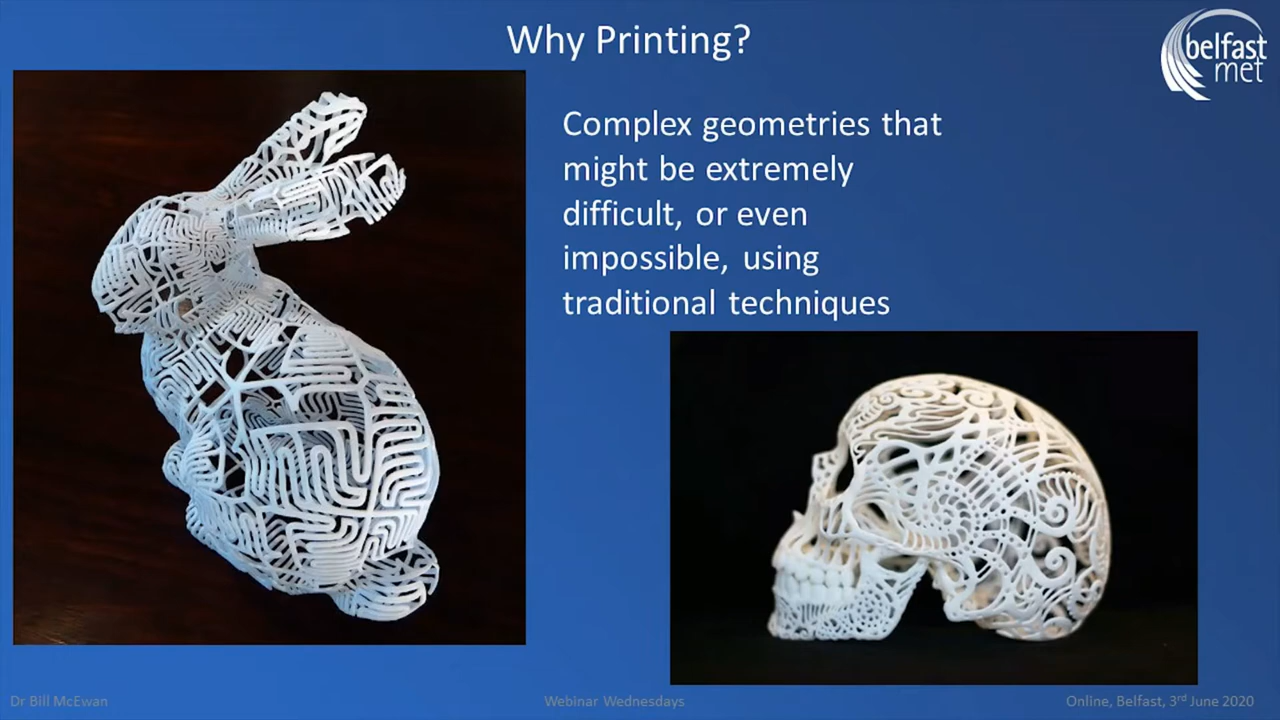 Why Printing?
belfast
met
Complex geometries that
might be extremely
difficult, or even
impossible, using
traditional techniques
Dr Bill McEwan
Webinar Wednesdays
Online, Belfast, 3rd June 2020